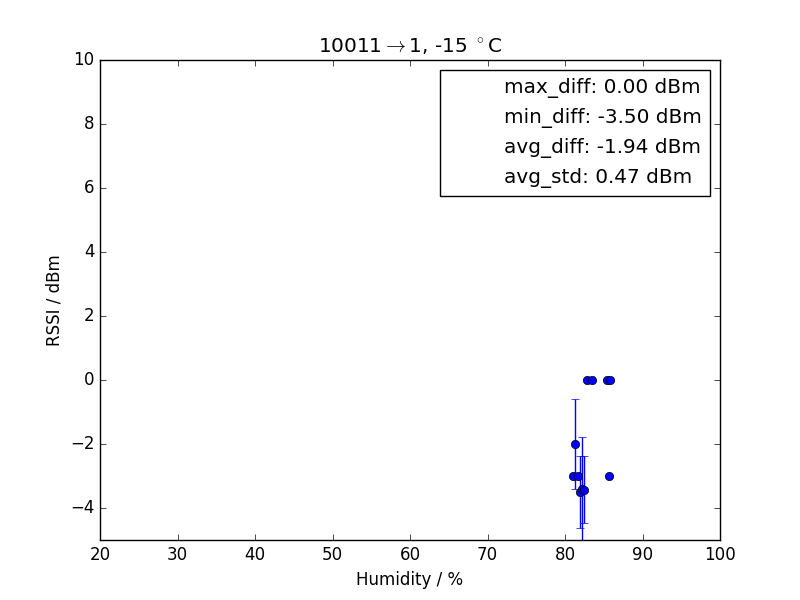 10011→1, -15 °C
max_diff: 0.00 dBm
min_diff: -3.50 dBm
avg_diff: -1.94 dBm
avg_std: 0.47 dBm
10
8
6
4
2
0
−2
−4
RSSI / dBm
20 30 40 50 60 70 80 90 100
Humidity / %